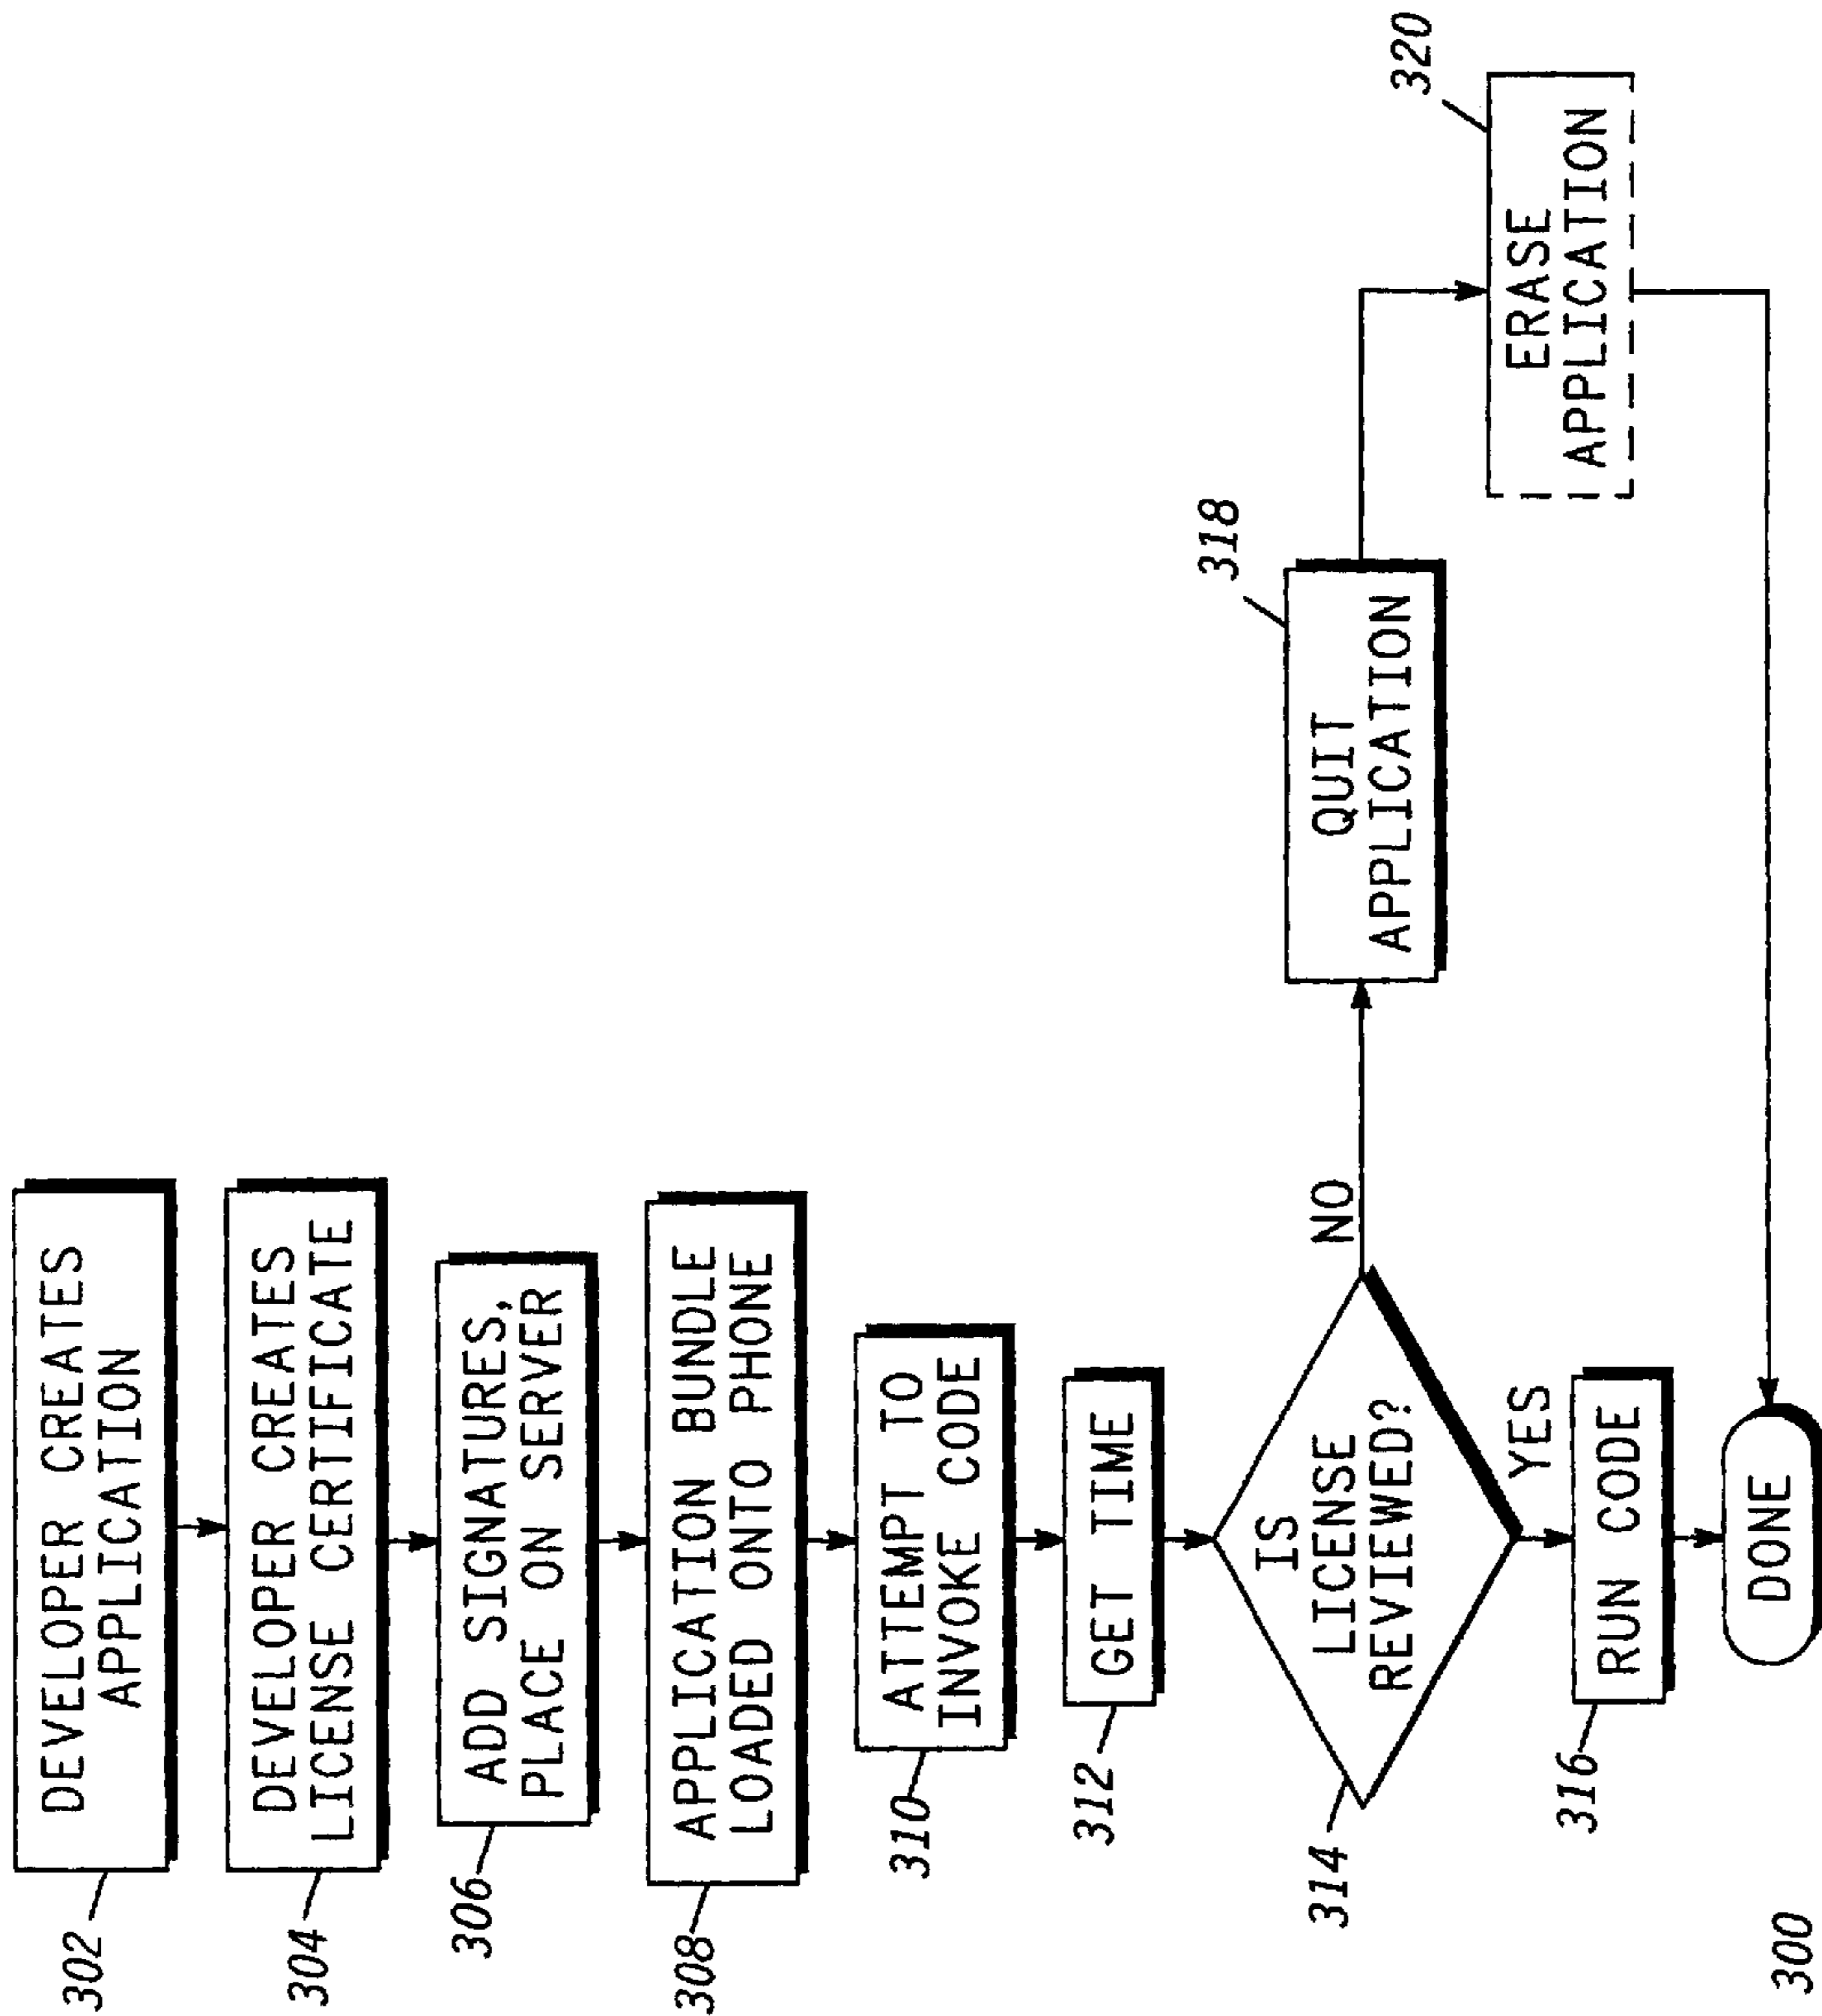 302
DEVELOPER CREATES
APPLICATION
304
DEVELOPER CREATES
LICENSE CERTIFICATE
306
ADD SIGNATURES,
PLACE ON SERVER
308
APPLICATION BUNDLE
LOADED ONTO PHONE
310
ATTEMPT TO
INVOKE CODE
312
GET TIME
314
IS
LICENSE
REVIEWED?
NO
318
QUIT
APPLICATION
320
ERASE
APPLICATION
YES
316
RUN CODE
DONE
300